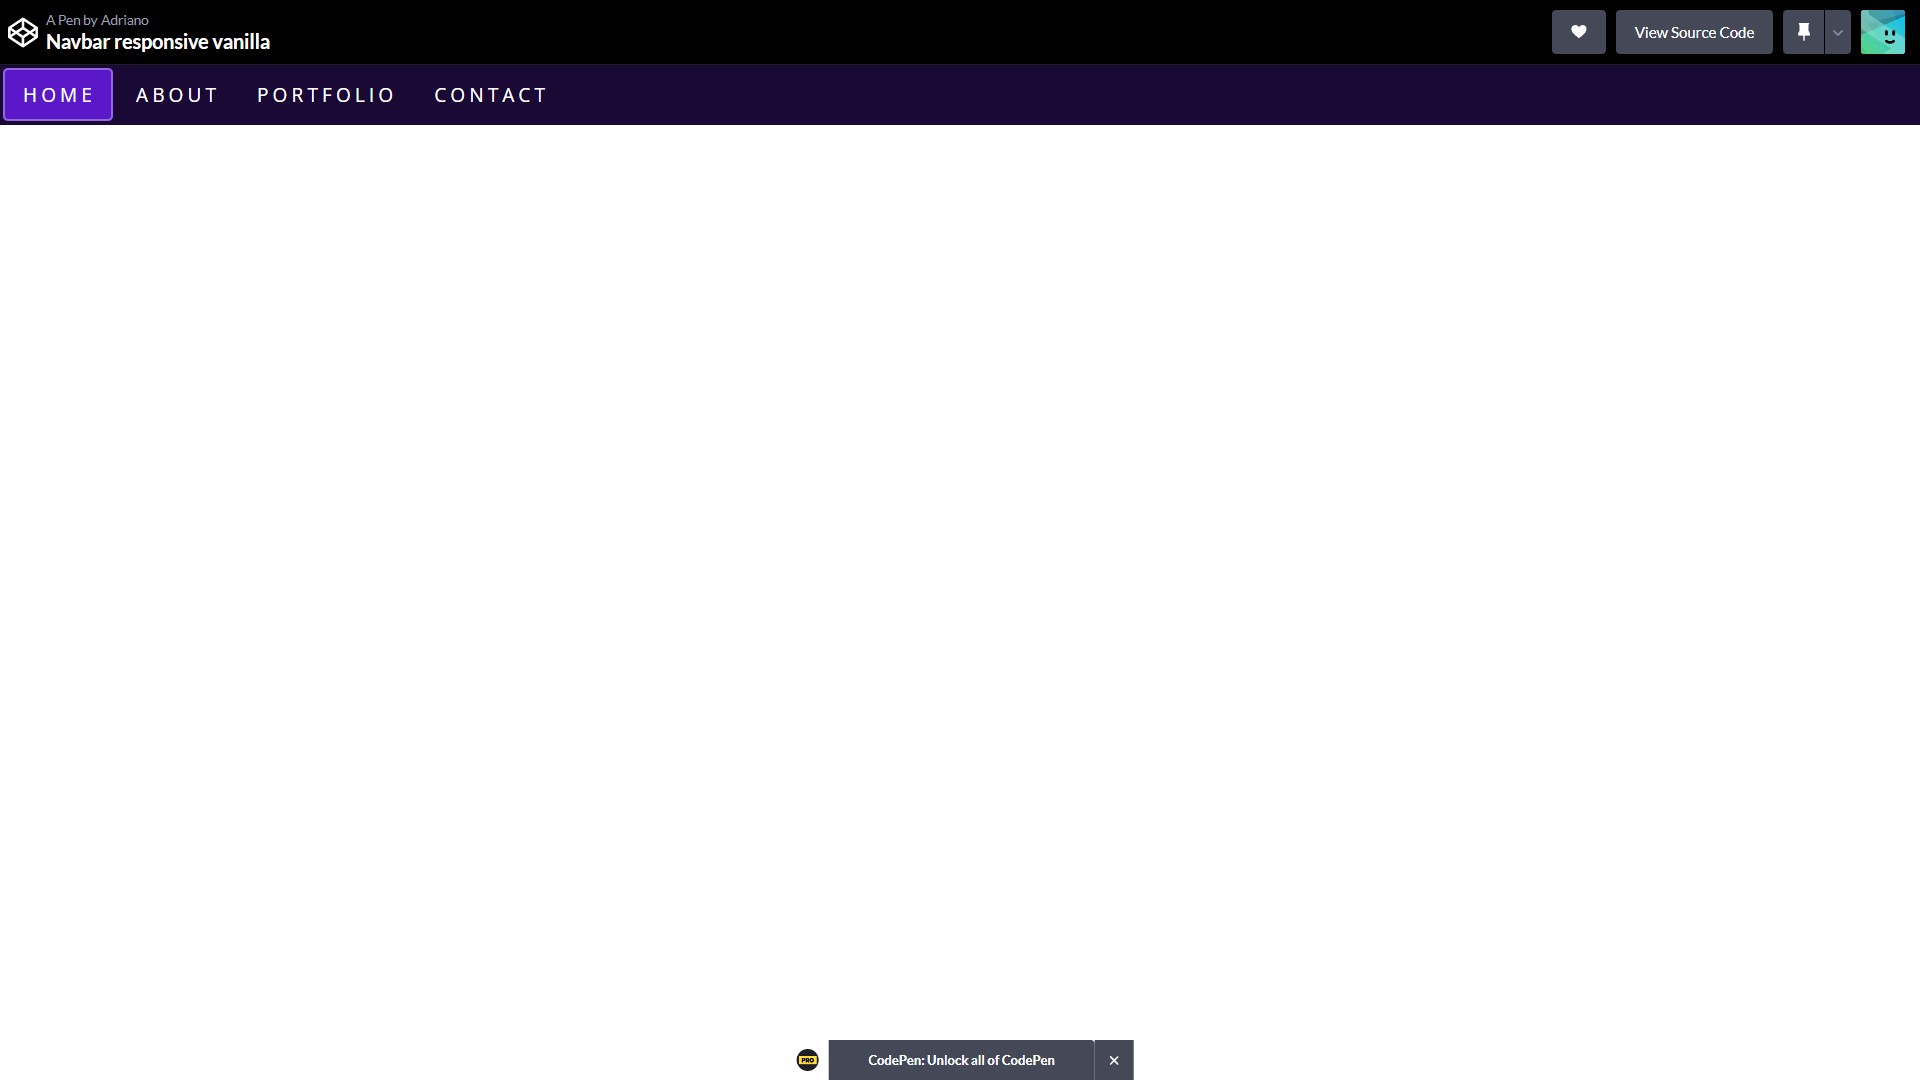 A Pen by Adriano
Navbar responsive vanilla
View Source Code
HOME ABOUT PORTFOLIO CONTACT
PRO
CodePen: Unlock all of CodePen